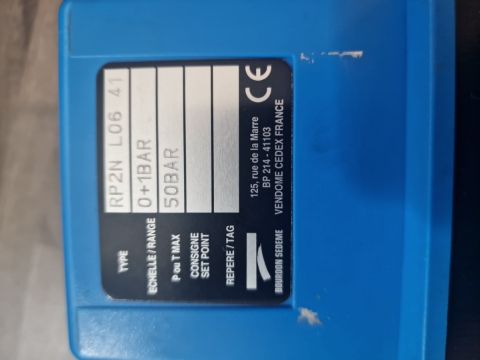 TYPE RP2N L06 41
ECHELLE / RANGE 0+1BAR
P ou T MAX 50BAR
CONSIGNE
SET POINT
REPERE / TAG
BOURDON SEDEME
CE
125, rue de la Marre
BP 214 - 41103
VENDOME CEDEX FRANCE